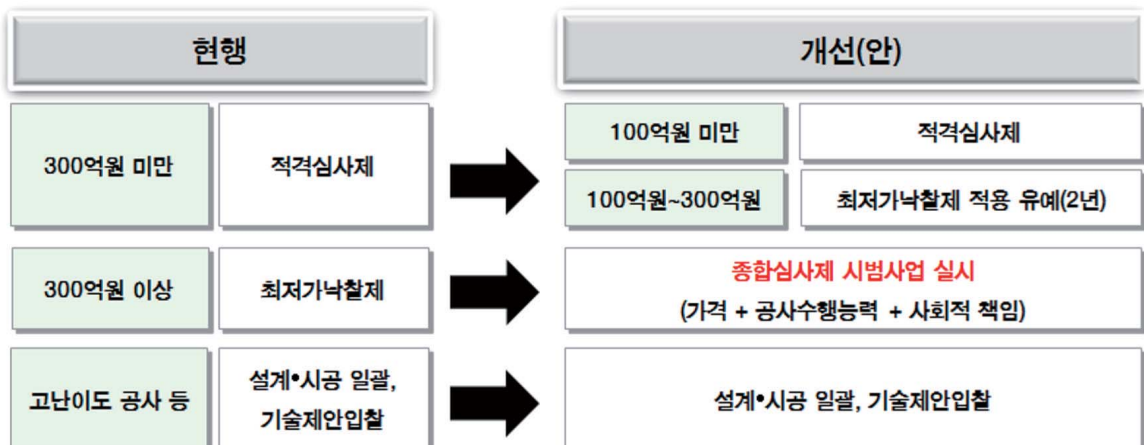 현행
개선(안)
300억원 미만
적격심사제
100억원 미만
적격심사제
100억원~300억원
최저가낙찰제 적용 유예(2년)
300억원 이상
최저가낙찰제
종합심사제 시범사업 실시
(가격 + 공사수행능력 + 사회적 책임)
고난이도 공사 등
설계•시공 일괄,
기술제안입찰
설계•시공 일괄, 기술제안입찰